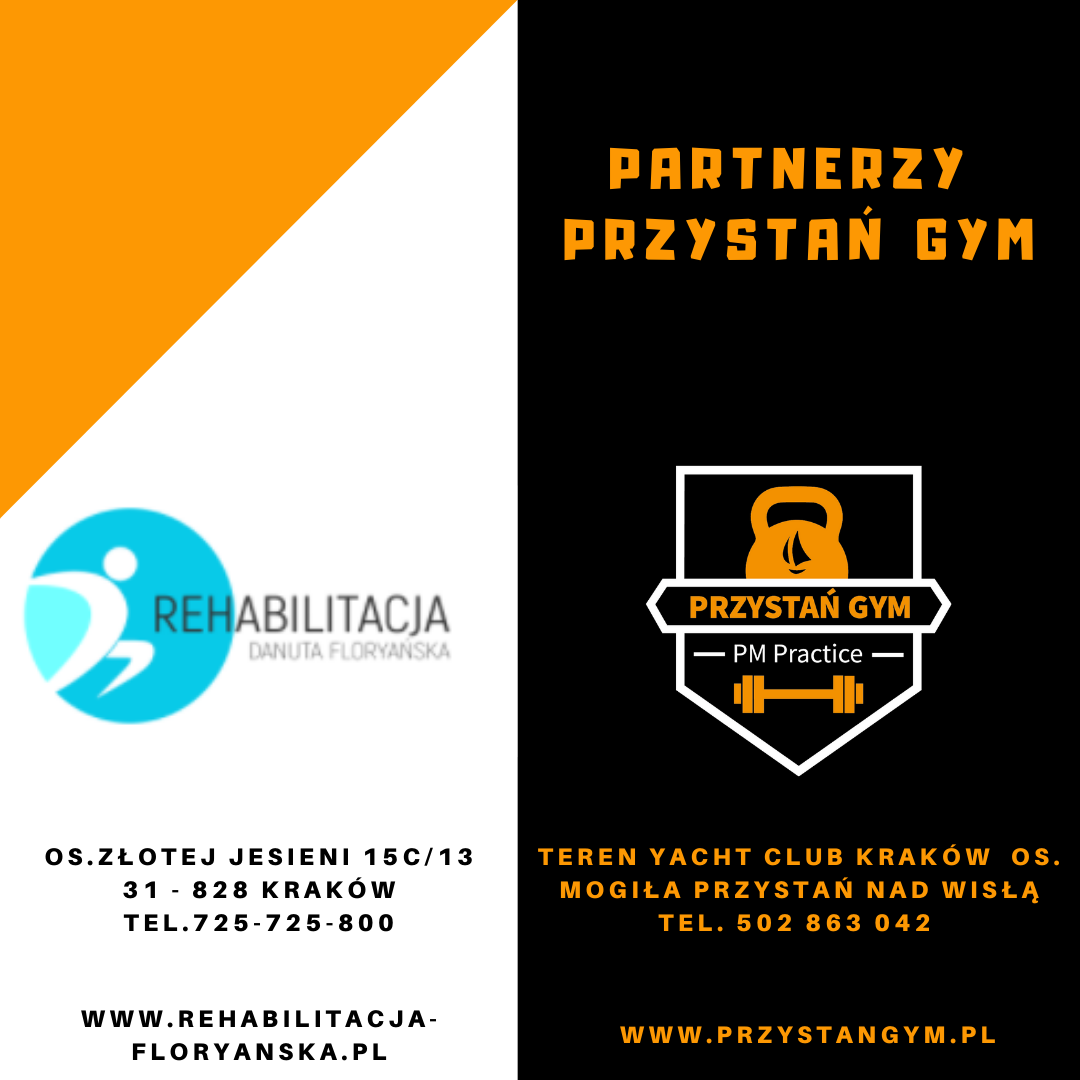 PARTNERZY
PRZYSTAŃ GYM
REHABILITACJA
DANUTA FLORYAŃSKA
OS.ZŁOTEJ JESIENI 15C/13
31 - 828 KRAKÓW
TEL.725-725-800
WWW.REHABILITACJA-
FLORYANSKA.PL
PRZYSTAŃ GYM
PM Practice
TEREN YACHT CLUB KRAKÓW OS.
MOGIŁA PRZYSTAŃ NAD WISŁĄ
TEL. 502 863 042
WWW.PRZYSTANGYM.PL